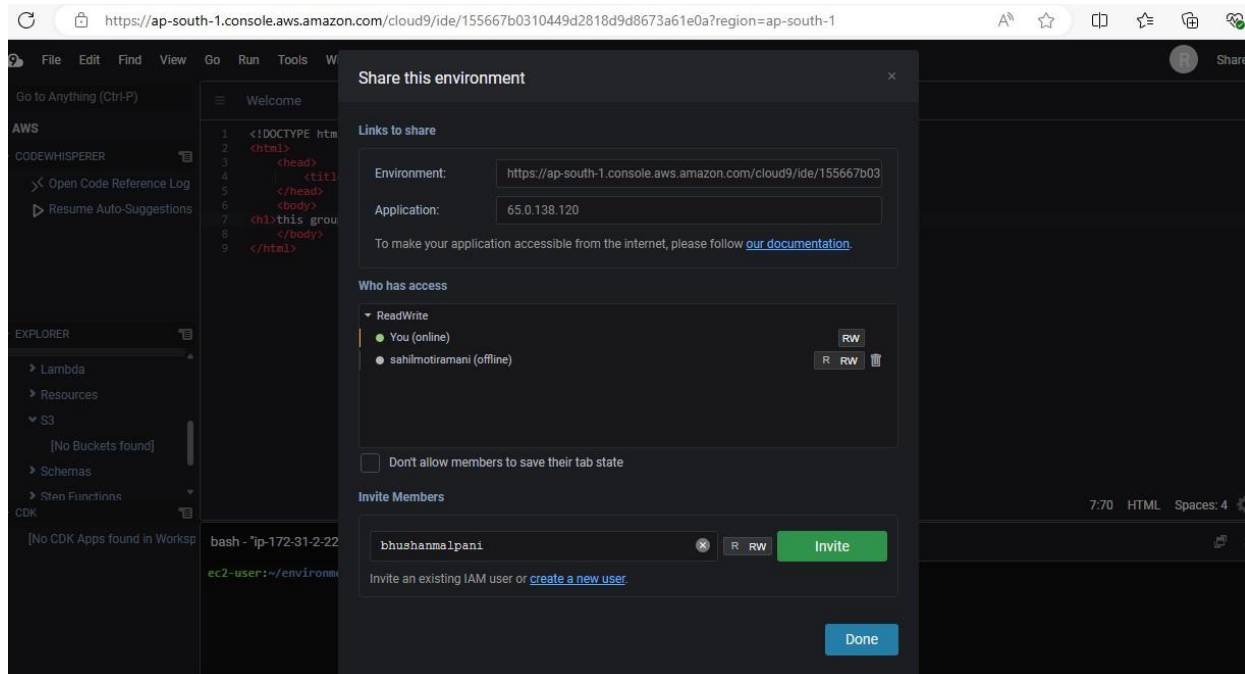 https://ap-south-1.console.aws.amazon.com/cloud9/ide/155667b0310449d2818d9d8673a61e0a?region=ap-south-1
File Edit Find View Go Run Tools
R Share
Go to Anything (Ctrl-P)
Welcome
AWS
CODEWHISPERER
Open Code Reference Log
Resume Auto-Suggestions
1 <!DOCTYPE htm
2 <html>
3 <head>
4 <titl
5 </head>
6 <body>
7 <h1>this grou
8 </body>
9 </html>
EXPLORER
Lambda
Resources
S3
[No Buckets found]
Schemas
Step Functions
CDK
[No CDK Apps found in Worksp
bash - "ip-172-31-2-22
ec2-user:~/environme
7:70 HTML Spaces: 4
Share this environment
Links to share
Environment: https://ap-south-1.console.aws.amazon.com/cloud9/ide/155667b03
Application: 65.0.138.120
To make your application accessible from the internet, please follow our documentation.
Who has access
ReadWrite
You (online) RW
sahilmotiramani (offline) R RW
Don't allow members to save their tab state
Invite Members
bhushanmalpani R RW Invite
Invite an existing IAM user or create a new user.
Done